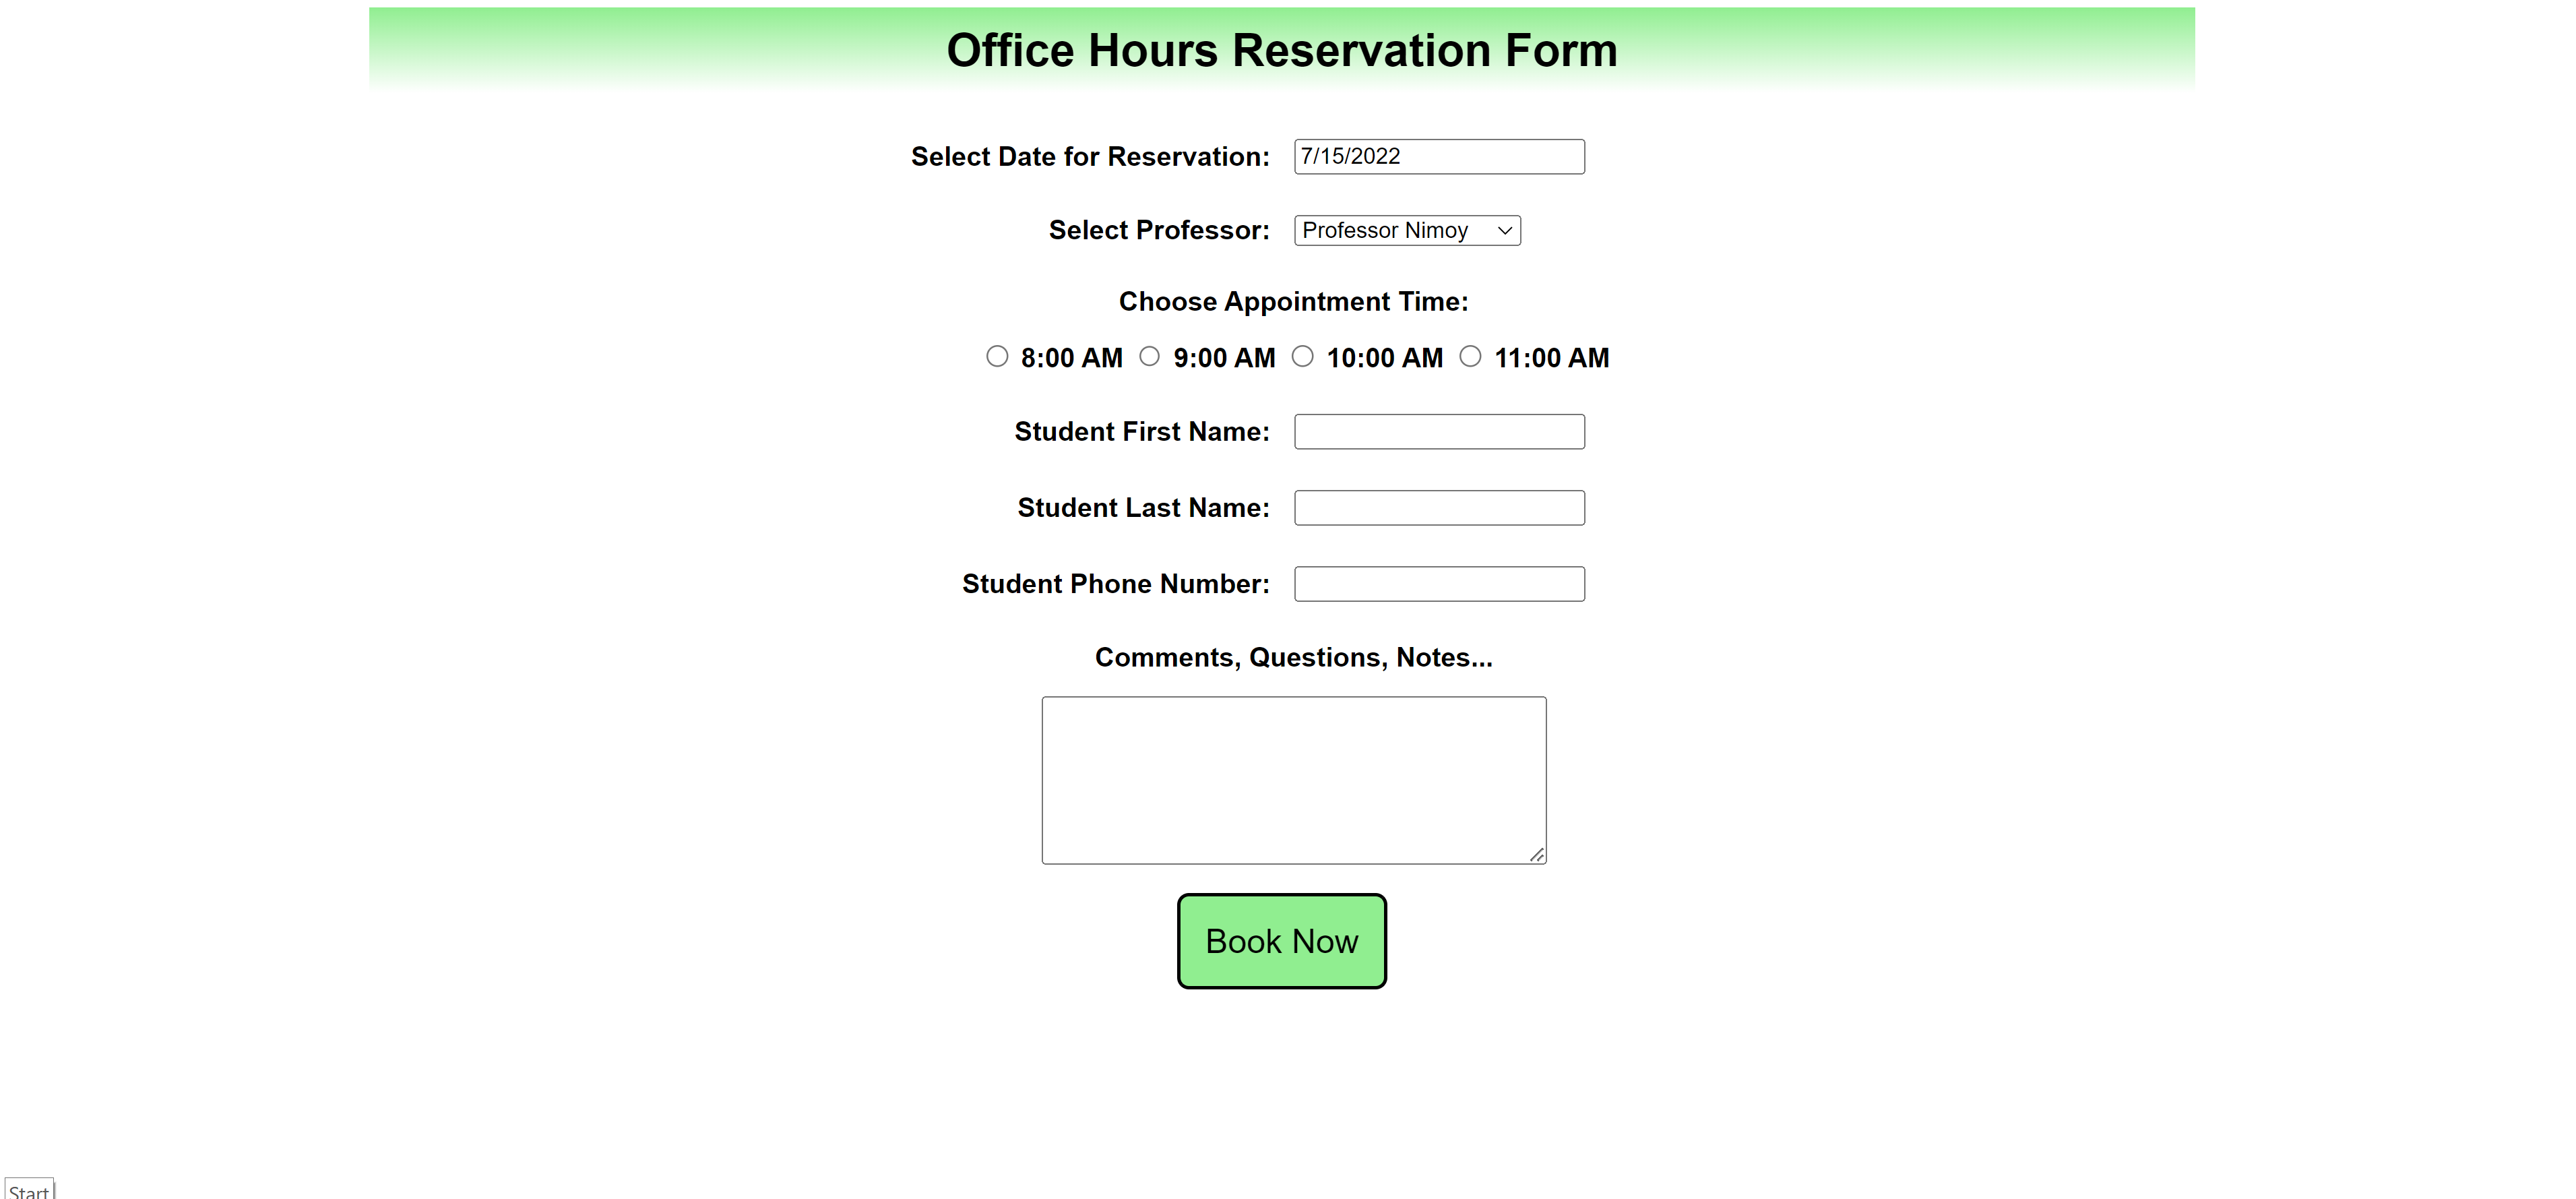 Office Hours Reservation Form
Select Date for Reservation: 7/15/2022
Select Professor: Professor Nimoy
Choose Appointment Time:
8:00 AM 9:00 AM 10:00 AM 11:00 AM
Student First Name:
Student Last Name:
Student Phone Number:
Comments, Questions, Notes...
Book Now
Start